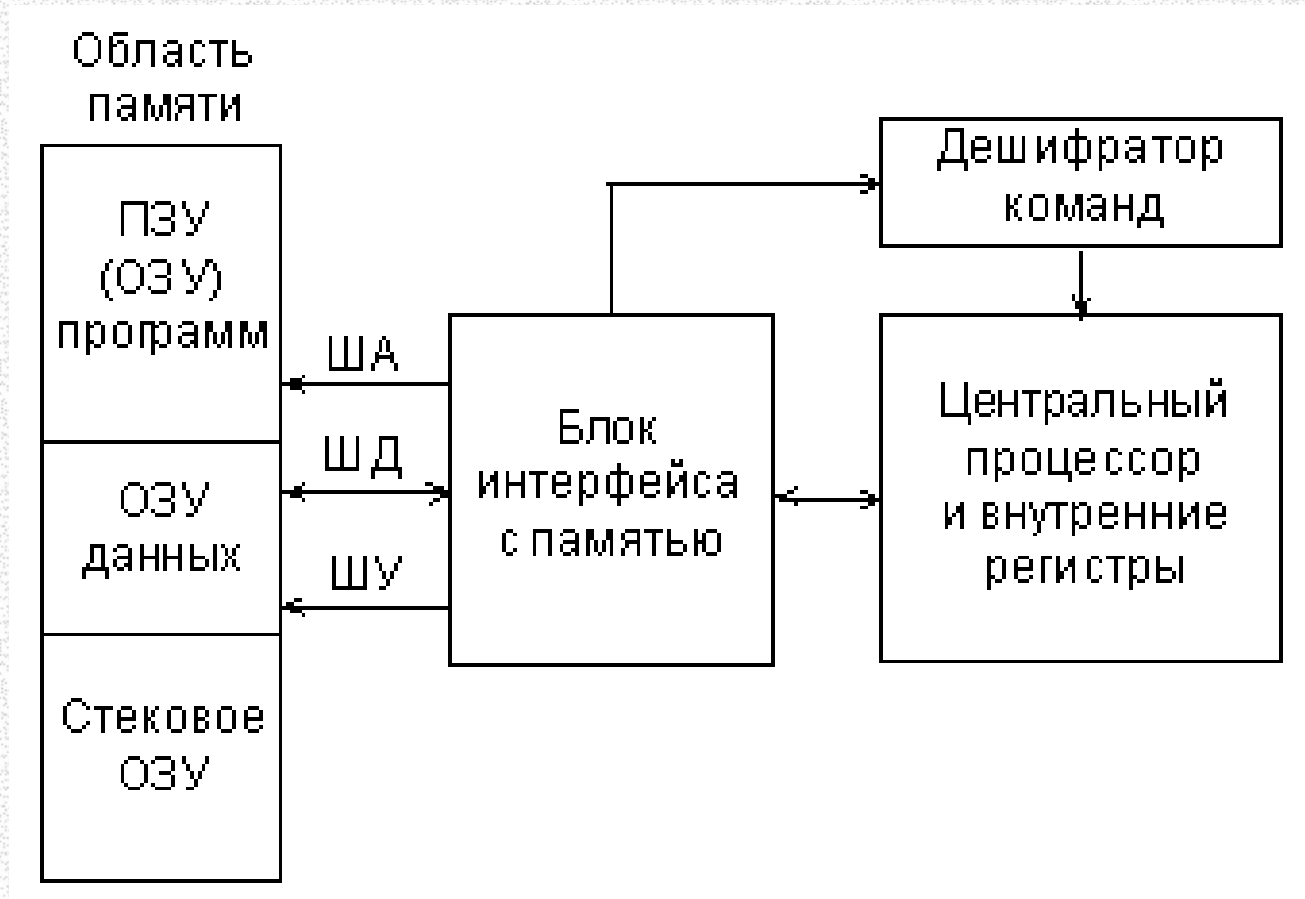 Область
памяти
ПЗУ
(ОЗУ)
программ
ОЗУ
данных
Стековое
ОЗУ
ША
ШД
ШУ
Блок
интерфейса
с памятью
Дешифратор
команд
Центральный
процессор
и внутренние
регистры